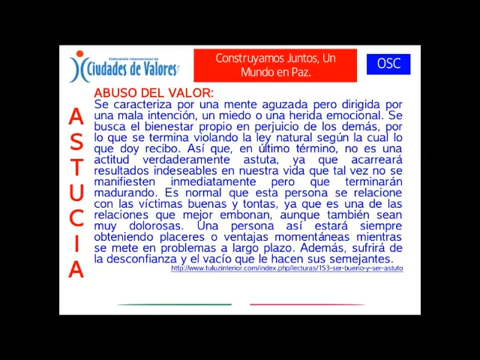 Federación Internacional de
Ciudades de Valores
Construyamos Juntos, Un
Mundo en Paz.
OSC
ASTUCIA
ABUSO DEL VALOR:
Se caracteriza por una mente aguzada pero dirigida por
una mala intención, un miedo o una herida emocional. Se
busca el bienestar propio en perjuicio de los demás, por
lo que se termina violando la ley natural según la cual lo
que doy recibo. Así que, en último término, no es una
actitud verdaderamente astuta, ya que acarreará
resultados indeseables en nuestra vida que tal vez no se
manifiesten inmediatamente pero que terminarán
madurando. Es normal que esta persona se relacione
con las víctimas buenas y tontas, ya que es una de las
relaciones que mejor embonan, aunque también sean
muy dolorosas. Una persona así estará siempre
obteniendo placeres o ventajas momentáneas mientras
se mete en problemas a largo plazo. Además, sufrirá de
la desconfianza y el vacío que le hacen sus semejantes.
http://www.tuluzinterior.com/index.php/lecturas/153-ser-bueno-y-ser-astuto